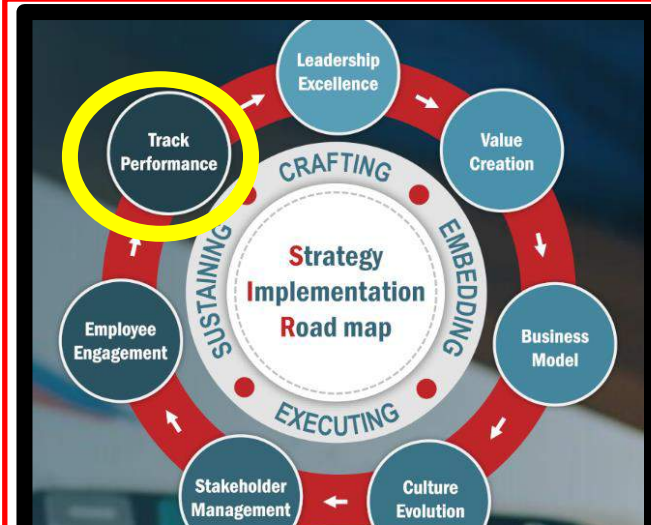 Leadership
Excellence
Track
Performance
Value
Creation
CRAFTING
SUSTAINING
EMBEDDING
Strategy
Implementation
Road map
Employee
Engagement
Business
Model
EXECUTING
Stakeholder
Management
Culture
Evolution